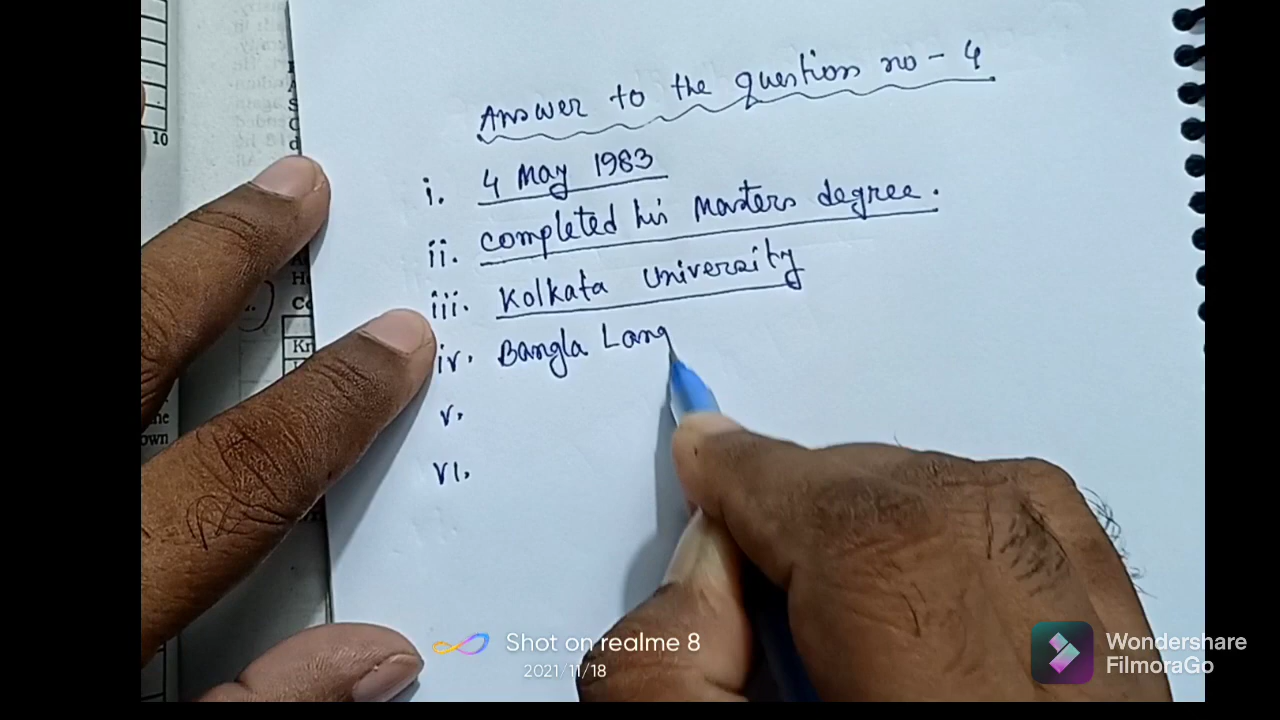 Answer to the question no - 4
i. 4 May 1983
ii. completed his Masters degree.
iii. Kolkata University
iv. Bangla Lang
v.
vi.
10
Shot on realme 8
2021/11/18
Wondershare
FilmoraGo